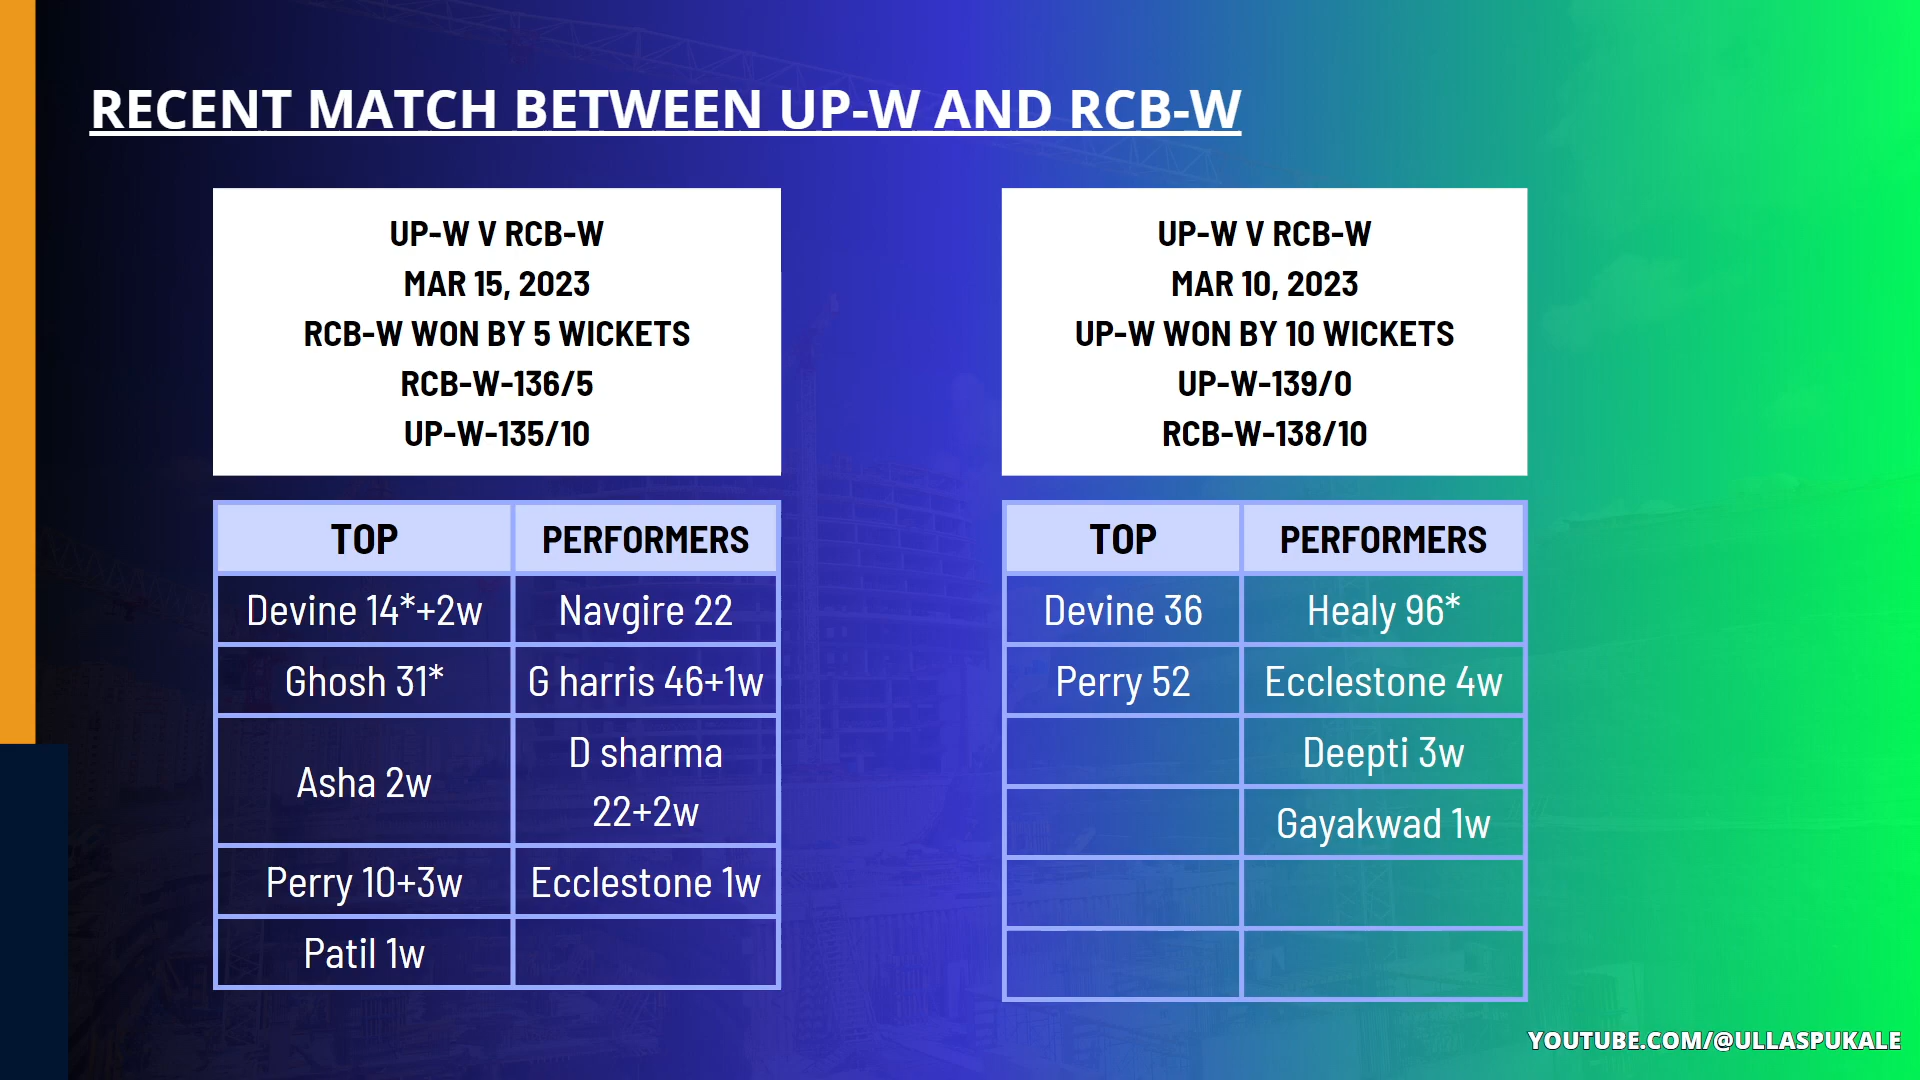 RECENT MATCH BETWEEN UP-W AND RCB-W
UP-W V RCB-W
MAR 15, 2023
RCB-W WON BY 5 WICKETS
RCB-W-136/5
UP-W-135/10
TOP PERFORMERS
Devine 14*+2w Navgire 22
Ghosh 31* G harris 46+1w
Asha 2w D sharma
22+2w
Perry 10+3w Ecclestone 1w
Patil 1w
UP-W V RCB-W
MAR 10, 2023
UP-W WON BY 10 WICKETS
UP-W-139/0
RCB-W-138/10
TOP PERFORMERS
Devine 36 Healy 96*
Perry 52 Ecclestone 4w
Deepti 3w
Gayakwad 1w
YOUTUBE.COM/@ULLASPUKALE